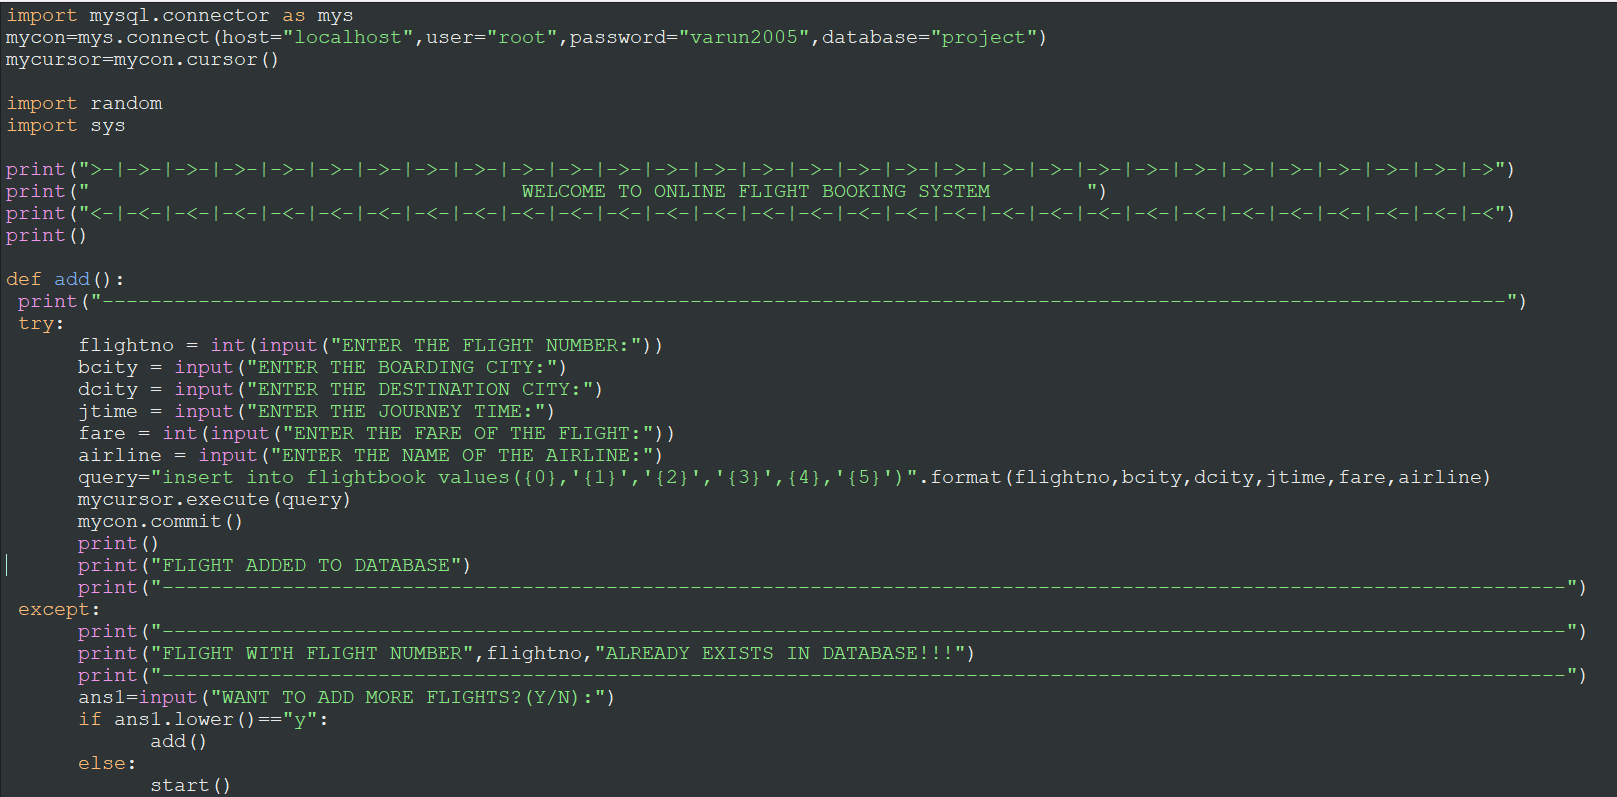 import mysql.connector as mys
mycon=mys.connect(host="localhost",user="root",password="varun2005",database="project")
mycursor=mycon.cursor()
import random
import sys
print(">-|->-|->-|->-|->-|->-|->-|->-|->-|->-|->-|->-|->-|->-|->-|->-|->-|->-|->-|->-|->-|->-|->-|->-|->-|->-|->-|->-|->-|->")
print("                                    WELCOME TO ONLINE FLIGHT BOOKING SYSTEM        ")
print("<-|-<-|-<-|-<-|-<-|-<-|-<-|-<-|-<-|-<-|-<-|-<-|-<-|-<-|-<-|-<-|-<-|-<-|-<-|-<-|-<-|-<-|-<-|-<-|-<-|-<-|-<-|-<-|-<-|-<")
print()
def add():
 print("---------------------------------------------------------------------------------------------------------------------")
 try:
      flightno = int(input("ENTER THE FLIGHT NUMBER:"))
      bcity = input("ENTER THE BOARDING CITY:")
      dcity = input("ENTER THE DESTINATION CITY:")
      jtime = input("ENTER THE JOURNEY TIME:")
      fare = int(input("ENTER THE FARE OF THE FLIGHT:"))
      airline = input("ENTER THE NAME OF THE AIRLINE:")
      query="insert into flightbook values({0},'{1}','{2}','{3}',{4},'{5}')".format(flightno,bcity,dcity,jtime,fare,airline)
      mycursor.execute(query)
      mycon.commit()
      print()
      print("FLIGHT ADDED TO DATABASE")
      print("---------------------------------------------------------------------------------------------------------------------")
 except:
      print("---------------------------------------------------------------------------------------------------------------------")
      print("FLIGHT WITH FLIGHT NUMBER",flightno,"ALREADY EXISTS IN DATABASE!!!")
      print("---------------------------------------------------------------------------------------------------------------------")
      ans1=input("WANT TO ADD MORE FLIGHTS?(Y/N):")
      if ans1.lower()=="y":
            add()
      else:
            start()